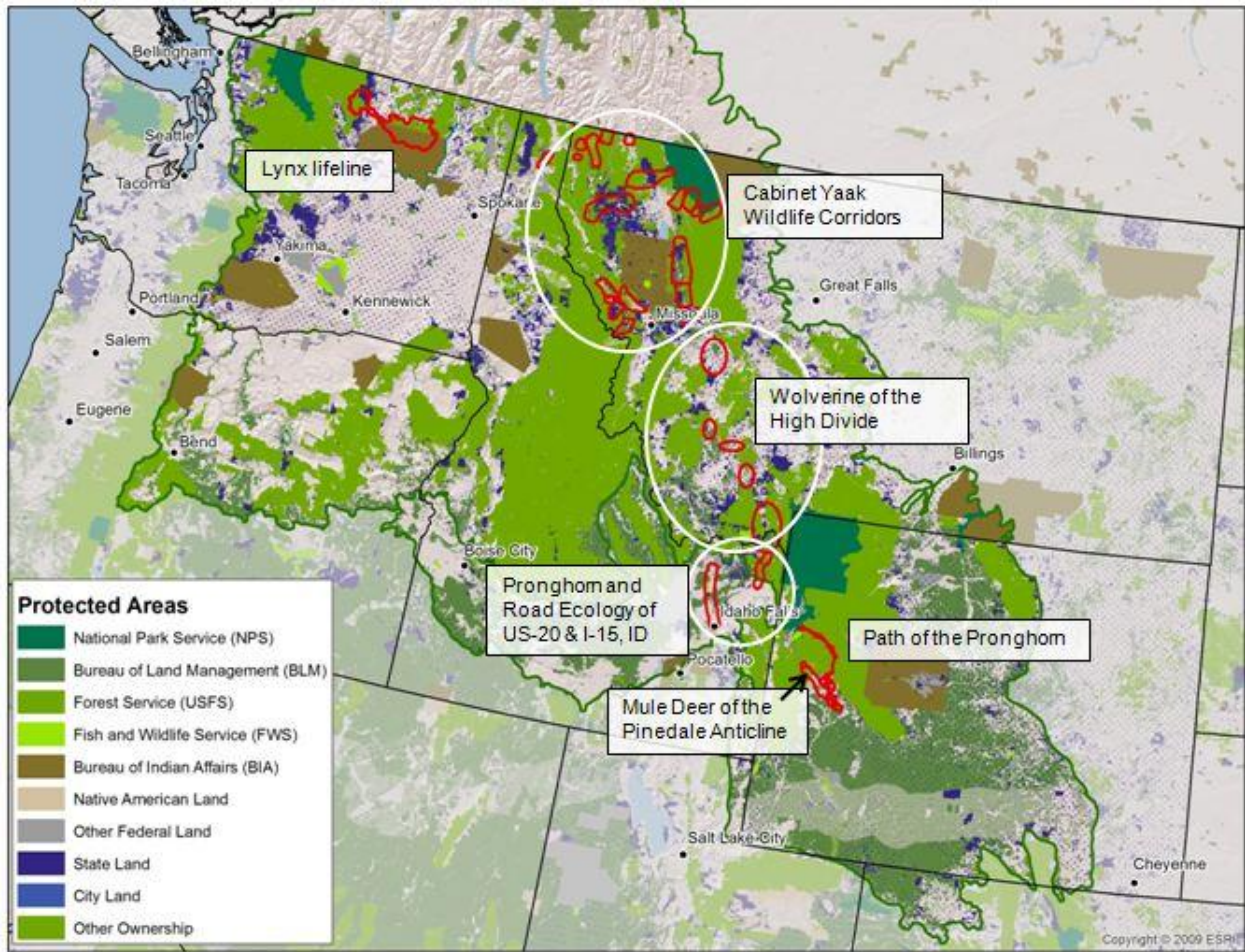 Bellingham
Seattle
Tacoma
Lynx lifeline
Spokane
Cabinet Yaak
Wildlife Corridors
Yakima
Portland
Kennewick
Great Falls
Missoula
Salem
Eugene
Bend
Wolverine of the
High Divide
Billings
Boise City
Pronghorn and
Road Ecology of
US-20 & I-15, ID
Idaho Falls
Path of the Pronghorn
Pocatello
Mule Deer of the
Pinedale Anticline
Salt Lake City
Cheyenne
Protected Areas
National Park Service (NPS)
Bureau of Land Management (BLM)
Forest Service (USFS)
Fish and Wildlife Service (FWS)
Bureau of Indian Affairs (BIA)
Native American Land
Other Federal Land
State Land
City Land
Other Ownership
Copyright © 2009 ESRI